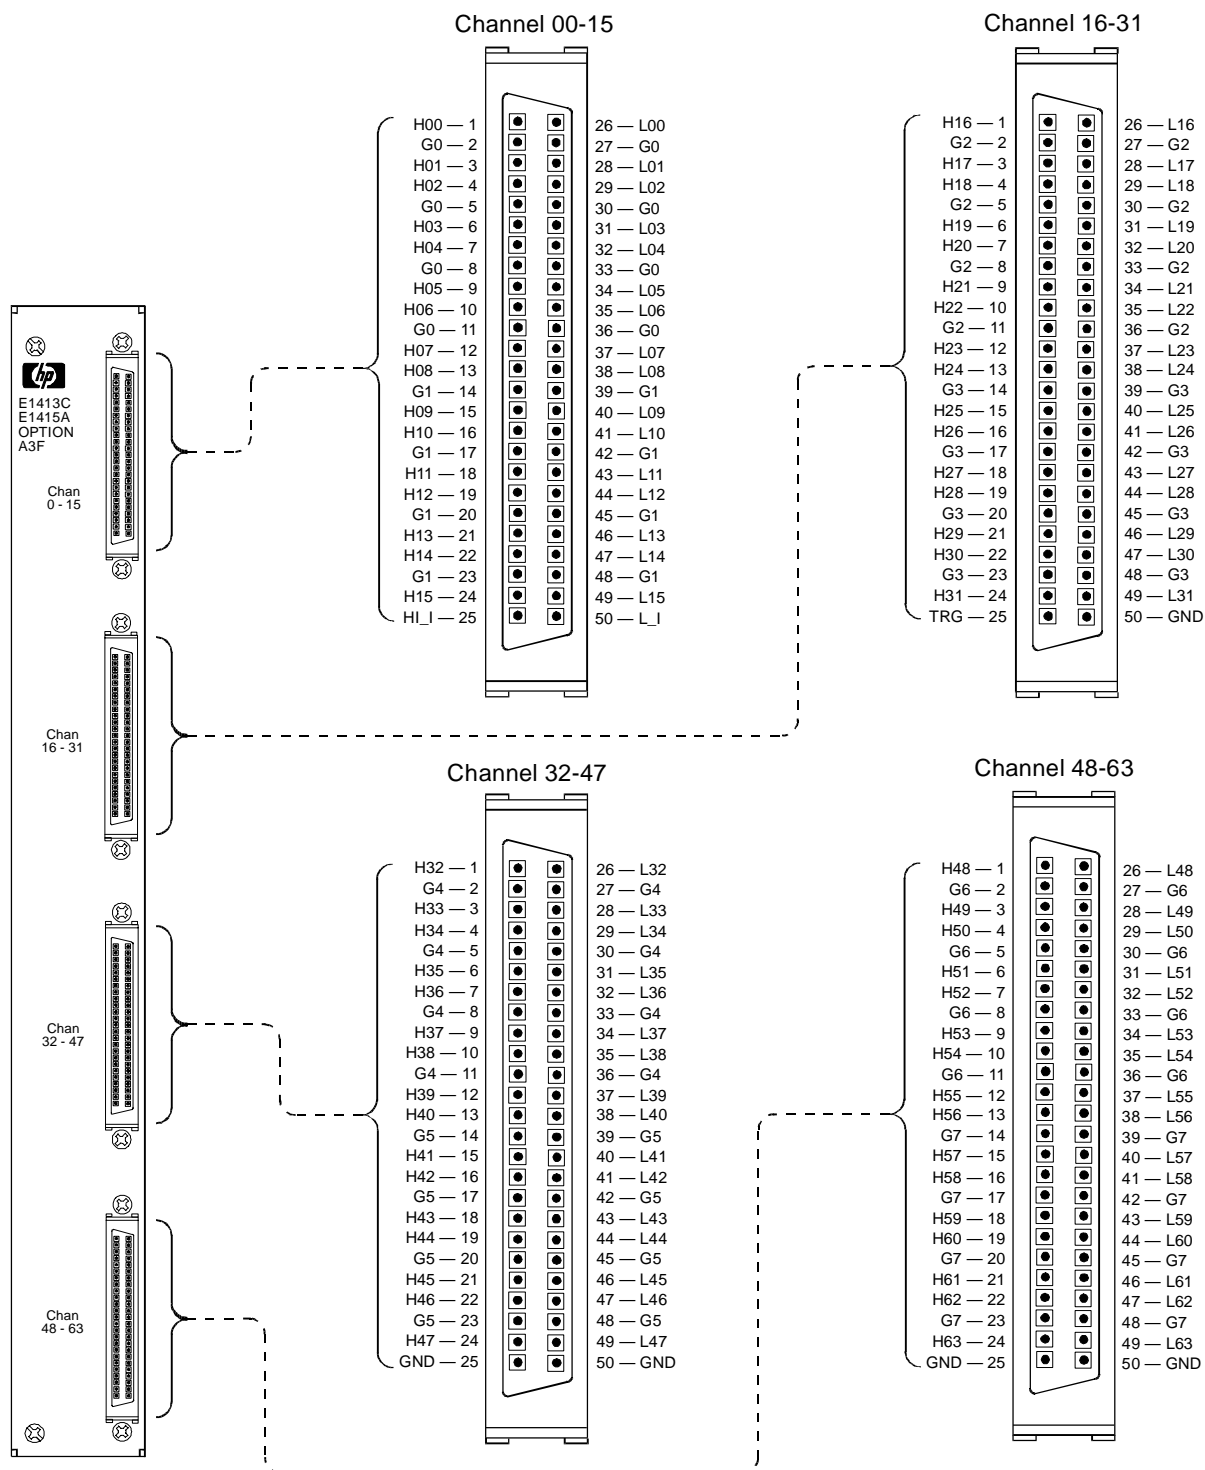 Channel 00-15
H00 — 1
G0 — 2
H01 — 3
H02 — 4
G0 — 5
H03 — 6
H04 — 7
G0 — 8
H05 — 9
H06 — 10
G0 — 11
H07 — 12
H08 — 13
G1 — 14
H09 — 15
H10 — 16
G1 — 17
H11 — 18
H12 — 19
G1 — 20
H13 — 21
H14 — 22
G1 — 23
H15 — 24
HI_I — 25
26 — L00
27 — G0
28 — L01
29 — L02
30 — G0
31 — L03
32 — L04
33 — G0
34 — L05
35 — L06
36 — G0
37 — L07
38 — L08
39 — G1
40 — L09
41 — L10
42 — G1
43 — L11
44 — L12
45 — G1
46 — L13
47 — L14
48 — G1
49 — L15
50 — L_I
Channel 16-31
H16 — 1
G2 — 2
H17 — 3
H18 — 4
G2 — 5
H19 — 6
H20 — 7
G2 — 8
H21 — 9
H22 — 10
G2 — 11
H23 — 12
H24 — 13
G3 — 14
H25 — 15
H26 — 16
G3 — 17
H27 — 18
H28 — 19
G3 — 20
H29 — 21
H30 — 22
G3 — 23
H31 — 24
TRG — 25
26 — L16
27 — G2
28 — L17
29 — L18
30 — G2
31 — L19
32 — L20
33 — G2
34 — L21
35 — L22
36 — G2
37 — L23
38 — L24
39 — G3
40 — L25
41 — L26
42 — G3
43 — L27
44 — L28
45 — G3
46 — L29
47 — L30
48 — G3
49 — L31
50 — GND
hp
E1413C
E1415A
OPTION
A3F
Chan
0 - 15
Chan
16 - 31
Chan
32 - 47
Chan
48 - 63
Channel 32-47
H32 — 1
G4 — 2
H33 — 3
H34 — 4
G4 — 5
H35 — 6
H36 — 7
G4 — 8
H37 — 9
H38 — 10
G4 — 11
H39 — 12
H40 — 13
G5 — 14
H41 — 15
H42 — 16
G5 — 17
H43 — 18
H44 — 19
G5 — 20
H45 — 21
H46 — 22
G5 — 23
H47 — 24
GND — 25
26 — L32
27 — G4
28 — L33
29 — L34
30 — G4
31 — L35
32 — L36
33 — G4
34 — L37
35 — L38
36 — G4
37 — L39
38 — L40
39 — G5
40 — L41
41 — L42
42 — G5
43 — L43
44 — L44
45 — G5
46 — L45
47 — L46
48 — G5
49 — L47
50 — GND
Channel 48-63
H48 — 1
G6 — 2
H49 — 3
H50 — 4
G6 — 5
H51 — 6
H52 — 7
G6 — 8
H53 — 9
H54 — 10
G6 — 11
H55 — 12
H56 — 13
G7 — 14
H57 — 15
H58 — 16
G7 — 17
H59 — 18
H60 — 19
G7 — 20
H61 — 21
H62 — 22
G7 — 23
H63 — 24
GND — 25
26 — L48
27 — G6
28 — L49
29 — L50
30 — G6
31 — L51
32 — L52
33 — G6
34 — L53
35 — L54
36 — G6
37 — L55
38 — L56
39 — G7
40 — L57
41 — L58
42 — G7
43 — L59
44 — L60
45 — G7
46 — L61
47 — L62
48 — G7
49 — L63
50 — GND